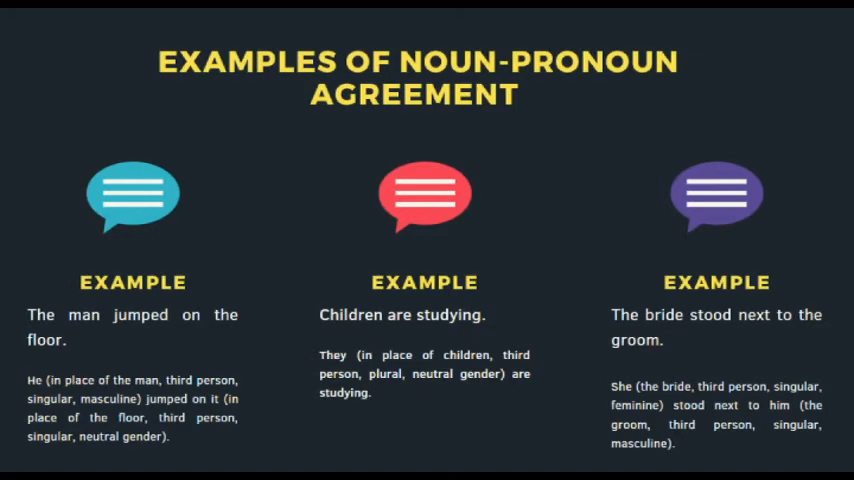 EXAMPLES OF NOUN-PRONOUN
AGREEMENT
EXAMPLE
The man jumped on the
floor.
He (in place of the man, third person,
singular, masculine) jumped on it (in
place of the floor, third person,
singular, neutral gender).
EXAMPLE
Children are studying.
They (in place of children, third
person, plural, neutral gender) are
studying.
EXAMPLE
The bride stood next to the
groom.
She (the bride, third person, singular,
feminine) stood next to him (the
groom, third person, singular,
masculine).